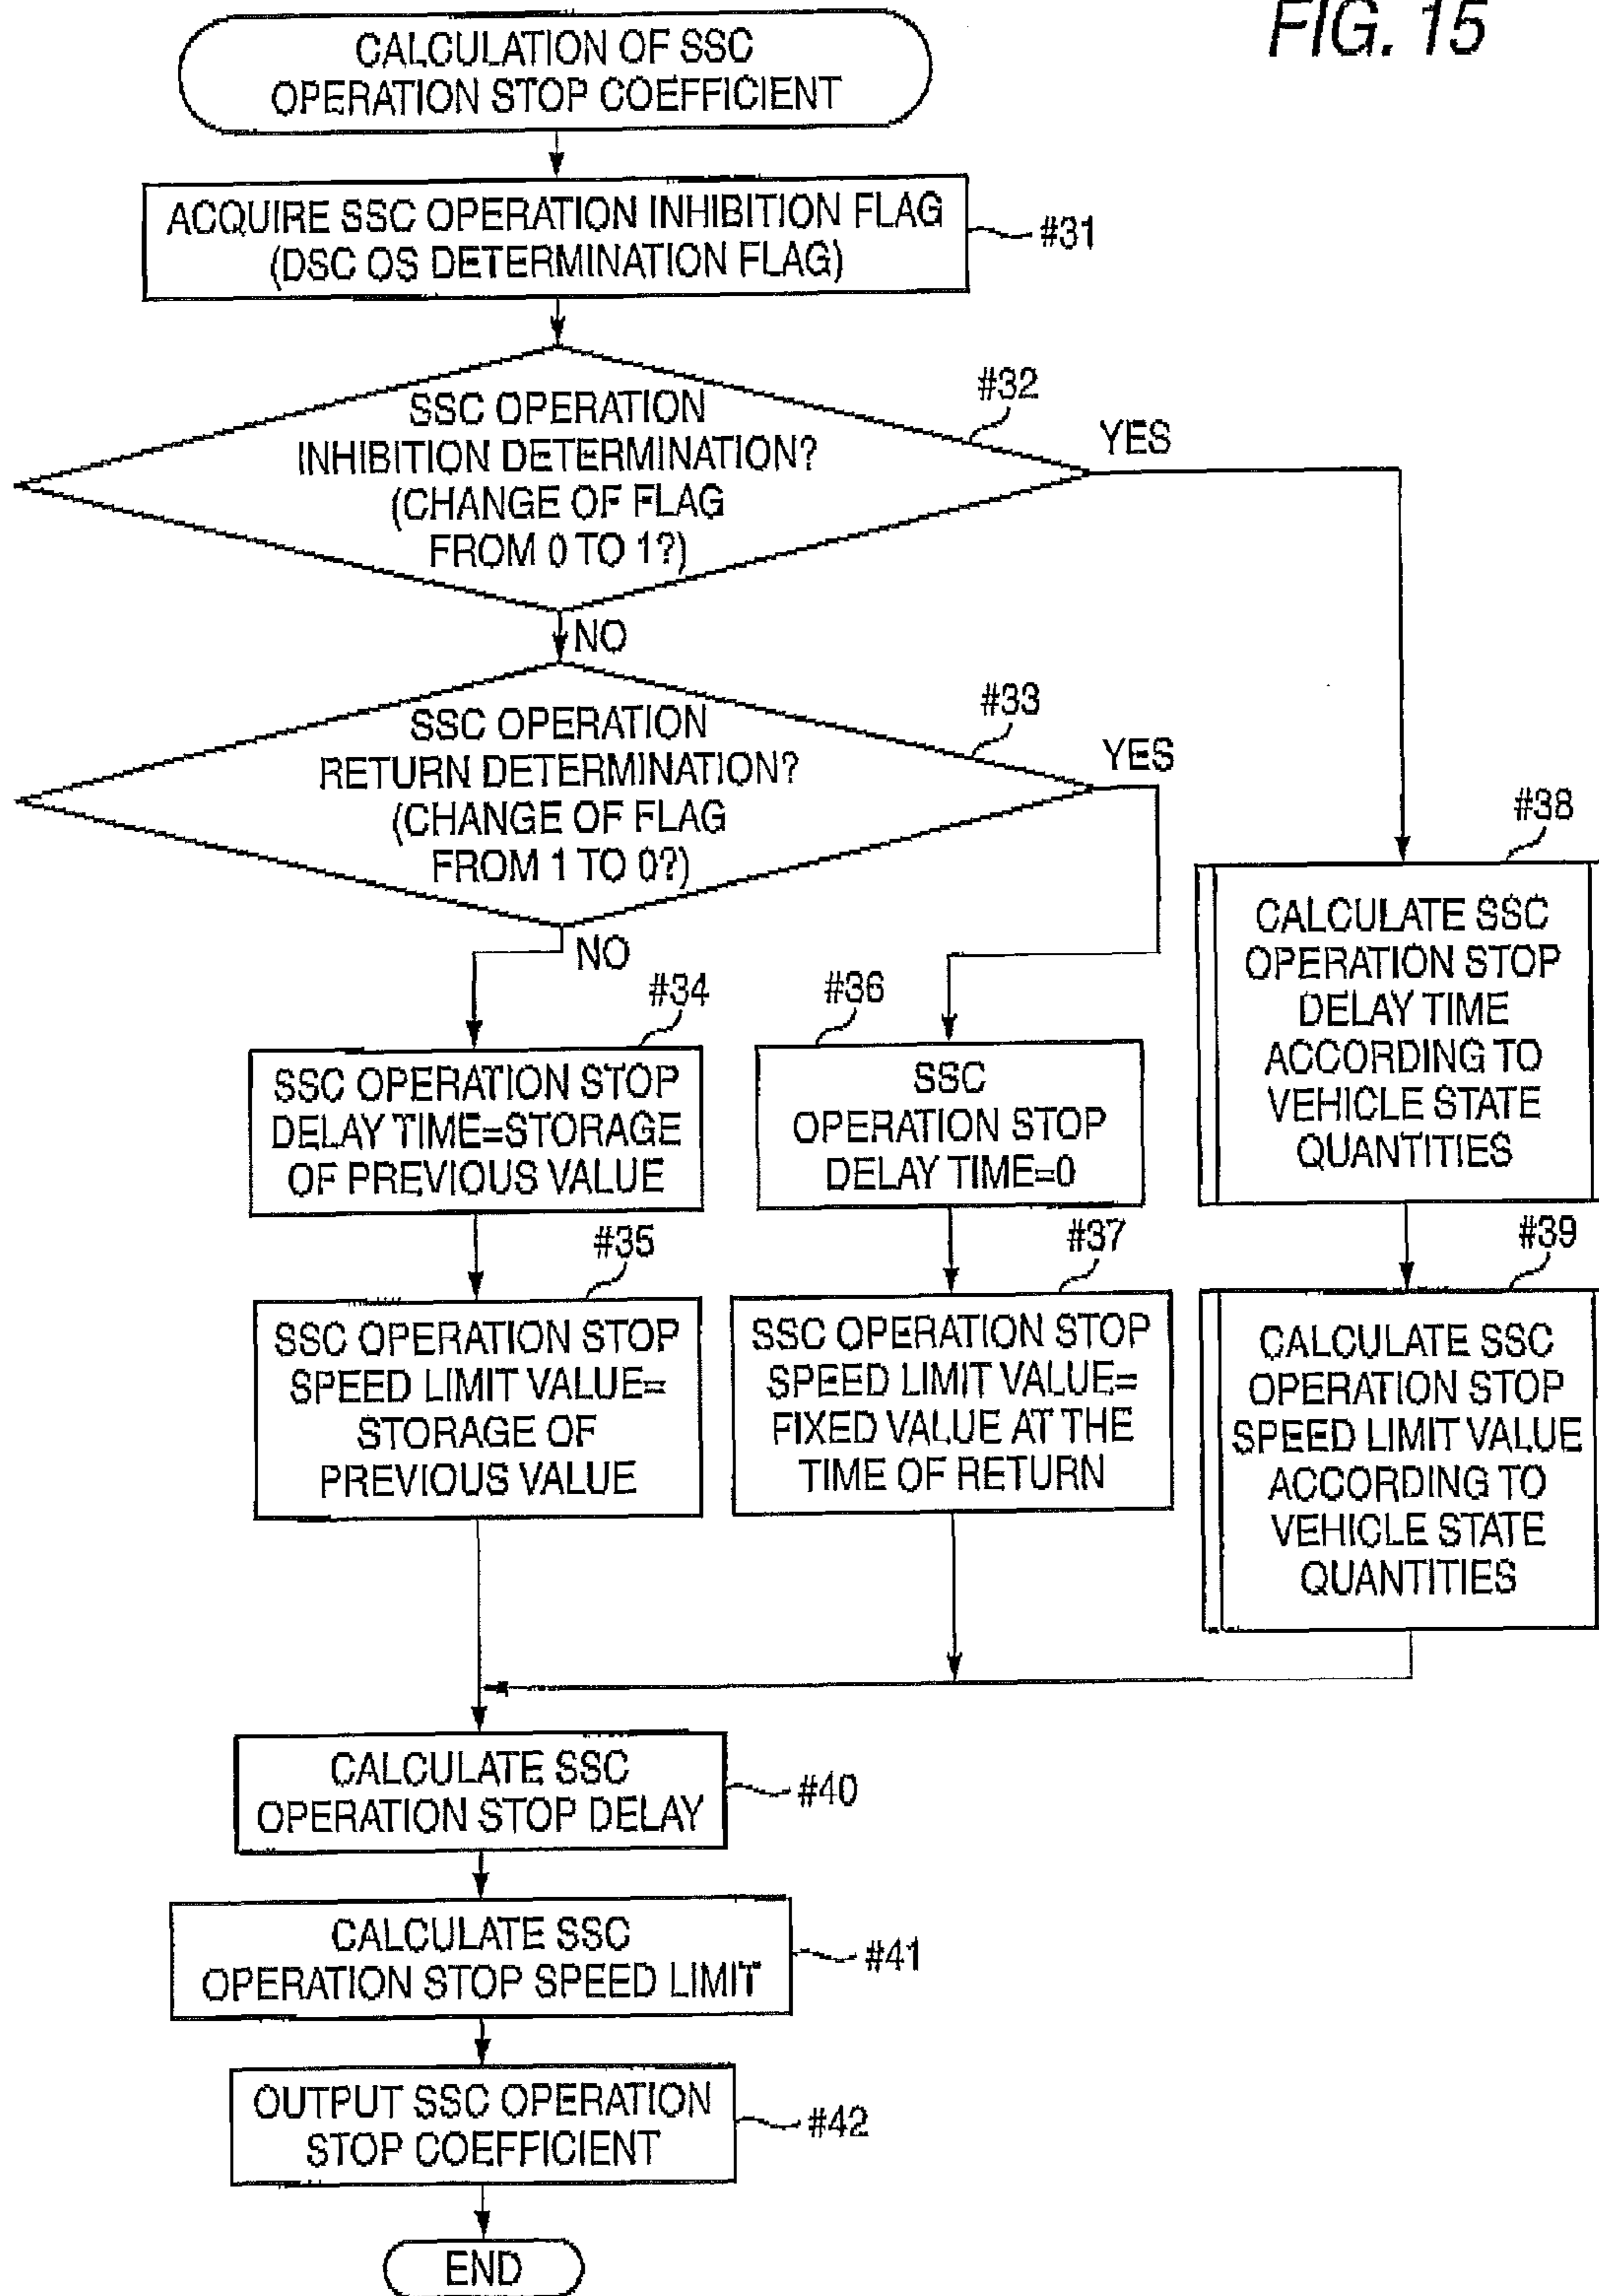 FIG. 15
CALCULATION OF SSC
OPERATION STOP COEFFICIENT
ACQUIRE SSC OPERATION INHIBITION FLAG
(DSC OS DETERMINATION FLAG)
#31
#32
SSC OPERATION
INHIBITION DETERMINATION?
(CHANGE OF FLAG
FROM 0 TO 1?)
YES
NO
#33
SSC OPERATION
RETURN DETERMINATION?
(CHANGE OF FLAG
FROM 1 TO 0?)
YES
NO
#34
SSC OPERATION STOP
DELAY TIME=STORAGE
OF PREVIOUS VALUE
#35
SSC OPERATION STOP
SPEED LIMIT VALUE=
STORAGE OF
PREVIOUS VALUE
#36
SSC
OPERATION STOP
DELAY TIME=0
#37
SSC OPERATION STOP
SPEED LIMIT VALUE=
FIXED VALUE AT THE
TIME OF RETURN
#38
CALCULATE SSC
OPERATION STOP
DELAY TIME
ACCORDING TO
VEHICLE STATE
QUANTITIES
#39
CALCULATE SSC
OPERATION STOP
SPEED LIMIT VALUE
ACCORDING TO
VEHICLE STATE
QUANTITIES
CALCULATE SSC
OPERATION STOP DELAY
#40
CALCULATE SSC
OPERATION STOP SPEED LIMIT
#41
OUTPUT SSC OPERATION
STOP COEFFICIENT
#42
END